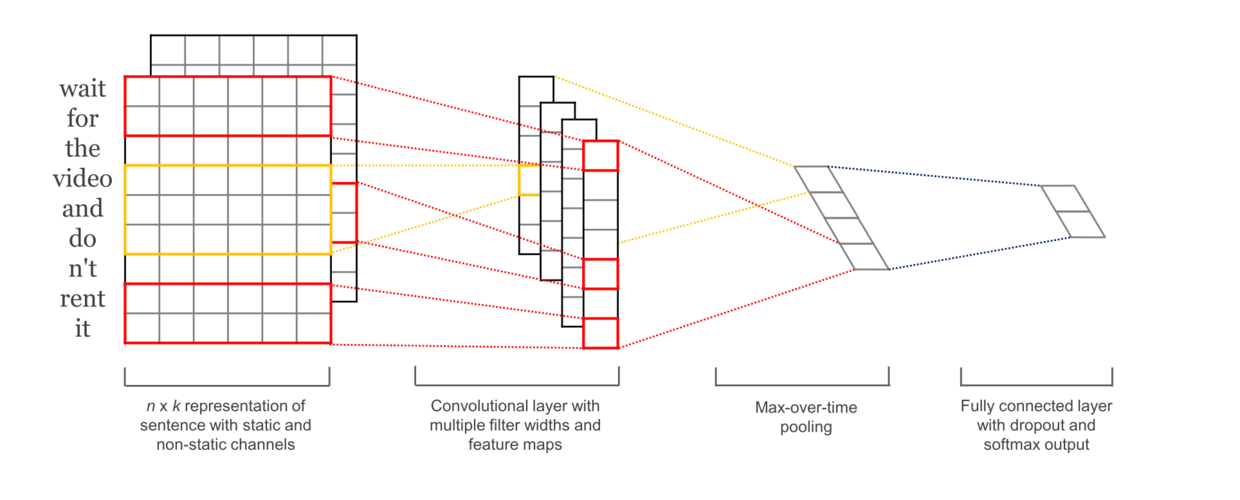 wait
for
the
video
and
do
n't
rent
it
n x k representation of
sentence with static and
non-static channels
Convolutional layer with
multiple filter widths and
feature maps
Max-over-time
pooling
Fully connected layer
with dropout and
softmax output